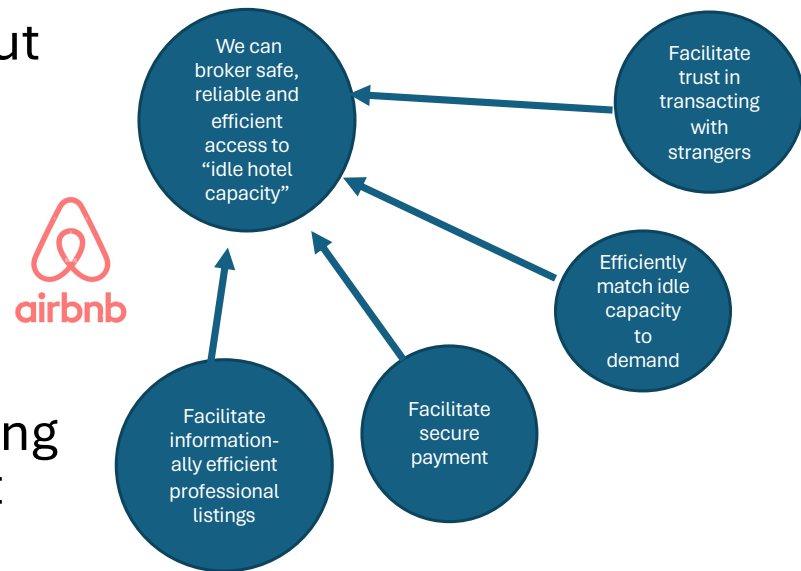 ut
We can
broker safe,
reliable and
efficient
access to
“idle hotel
capacity”
Facilitate
trust in
transacting
with
strangers
airbnb
Efficiently
match idle
capacity
to
demand
ng
Facilitate
information-
ally efficient
professional
listings
Facilitate
secure
payment